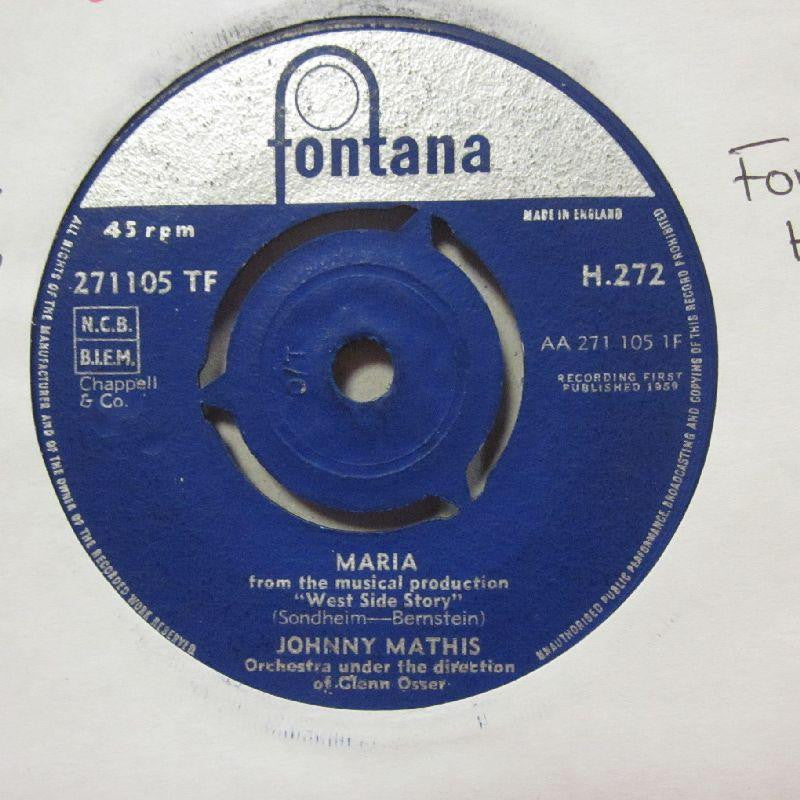 fontana
45 rpm
MADE IN ENGLAND
271105 TF
H.272
N.C.B.
B.I.E.M.
Chappell
& Co.
AA 271 105 1F
RECORDING FIRST
PUBLISHED 1959
O/T
MARIA
from the musical production
"West Side Story"
(Sondheim—Bernstein)
JOHNNY MATHIS
Orchestra under the direction
of Glenn Osser
ALL RIGHTS OF THE MANUFACTURER AND OF THE OWNER OF THE RECORDED WORK RESERVED
UNAUTHORISED PUBLIC PERFORMANCE, BROADCASTING AND COPYING OF THIS RECORD PROHIBITED